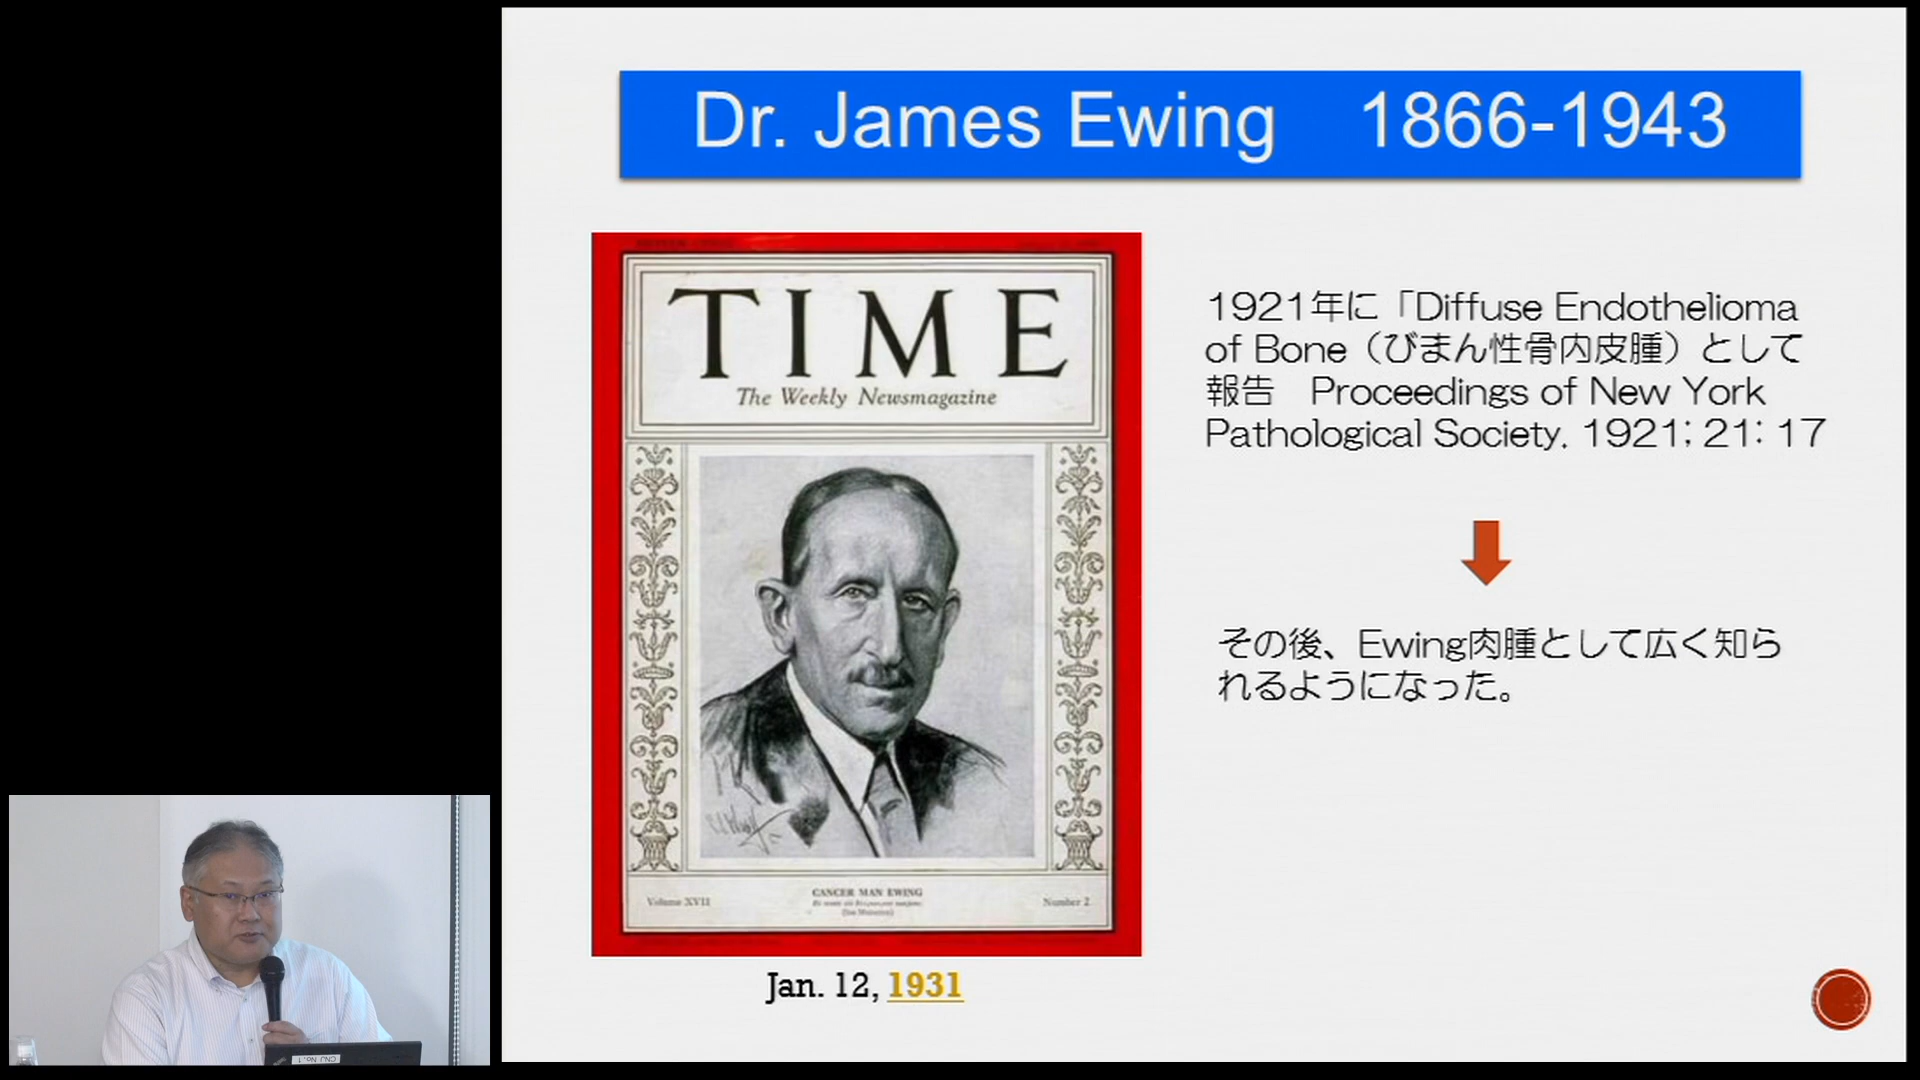 Dr. James Ewing　1866-1943
TIME
The Weekly Newsmagazine
Volume XVII
CANCER MAN EWING
Number 2
Jan. 12, 1931
1921年に「Diffuse Endothelioma
of Bone（びまん性骨内皮腫）として
報告　Proceedings of New York
Pathological Society. 1921; 21: 17
その後、Ewing肉腫として広く知ら
れるようになった。
CNJ No. 1